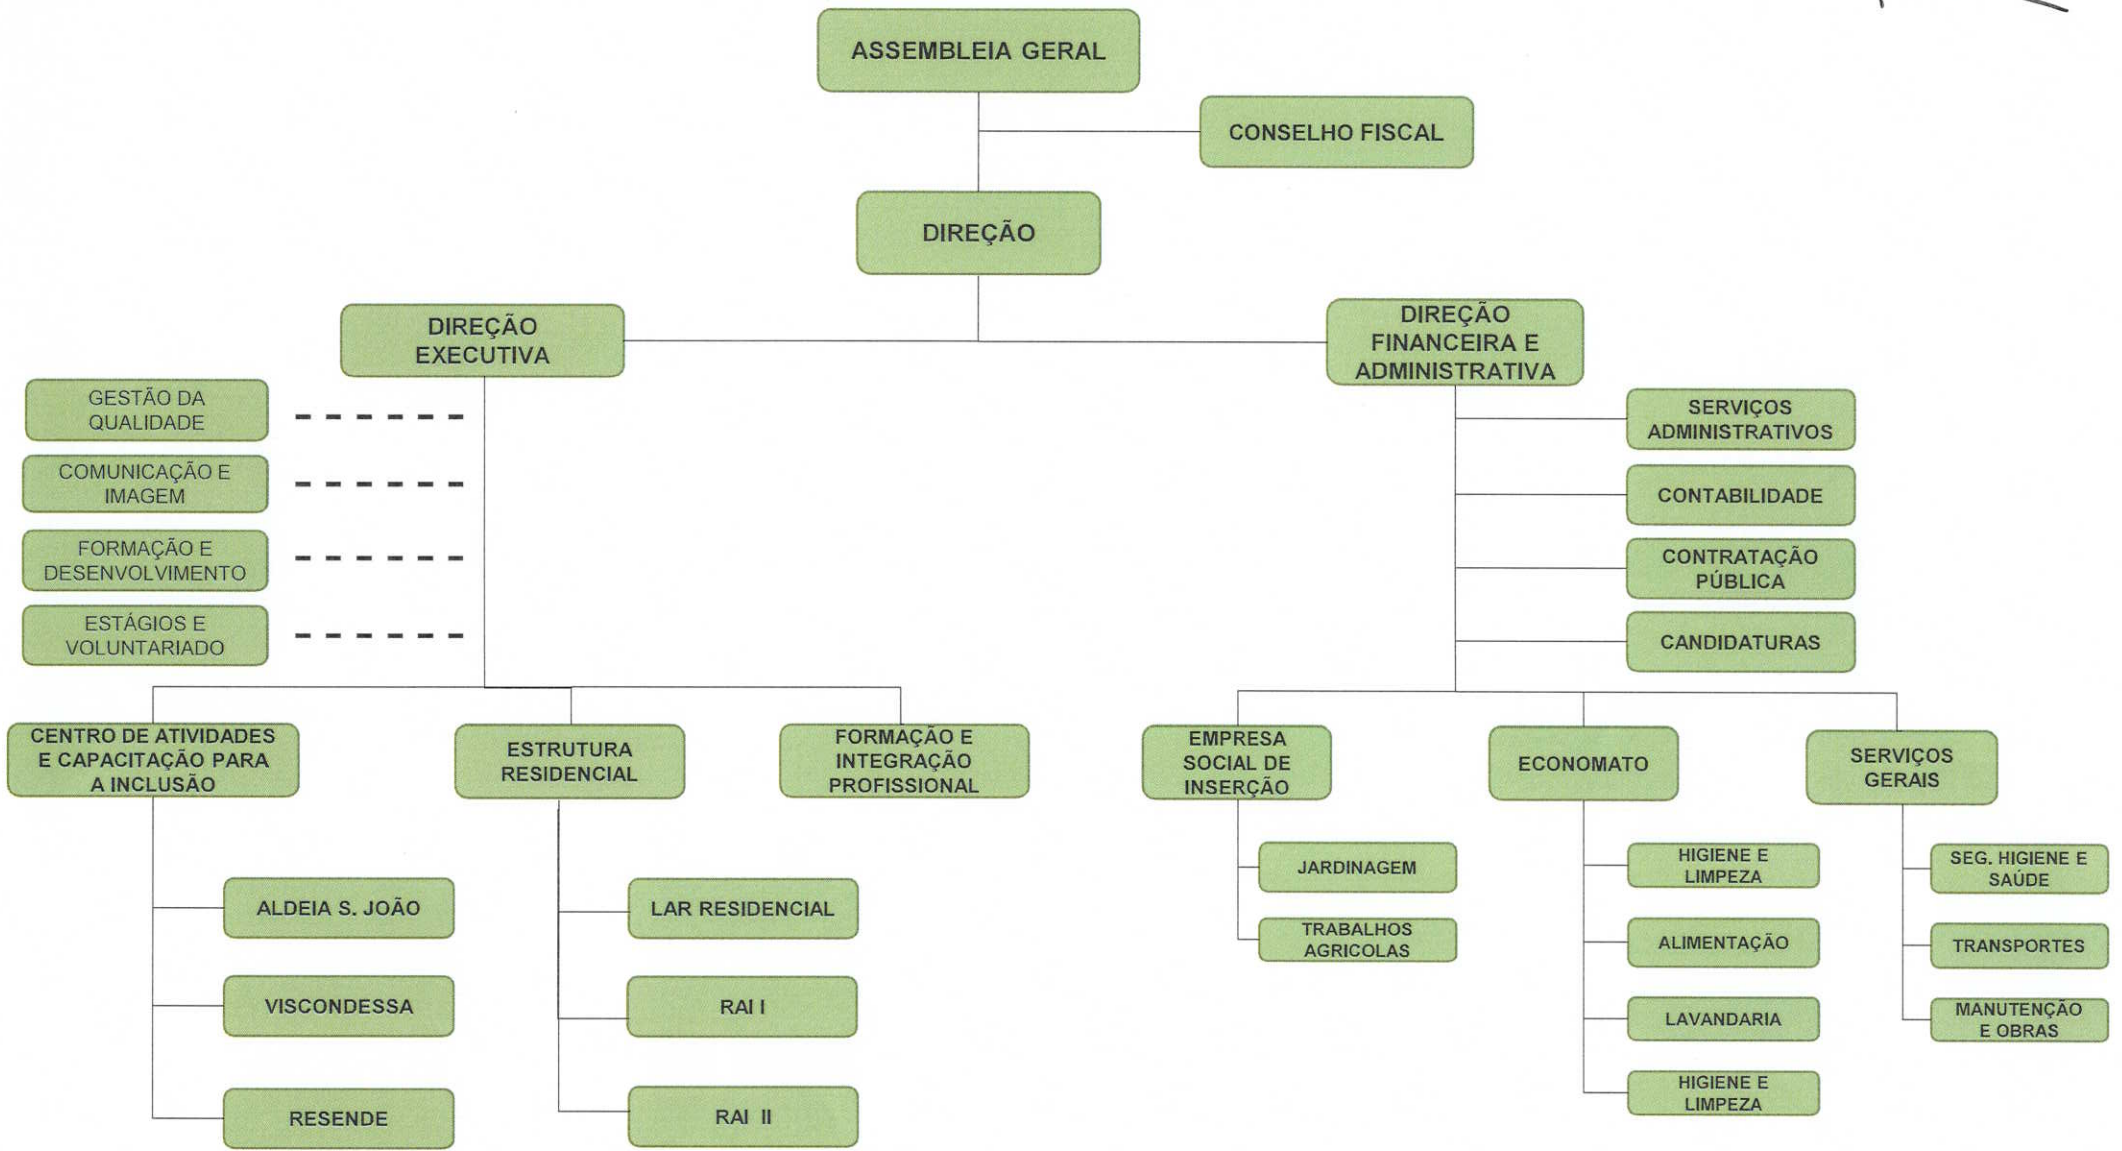 ASSEMBLEIA GERAL
CONSELHO FISCAL
DIREÇÃO
DIREÇÃO
EXECUTIVA
DIREÇÃO
FINANCEIRA E
ADMINISTRATIVA
GESTÃO DA
QUALIDADE
COMUNICAÇÃO E
IMAGEM
FORMAÇÃO E
DESENVOLVIMENTO
ESTÁGIOS E
VOLUNTARIADO
SERVIÇOS
ADMINISTRATIVOS
CONTABILIDADE
CONTRATAÇÃO
PÚBLICA
CANDIDATURAS
CENTRO DE ATIVIDADES
E CAPACITAÇÃO PARA
A INCLUSÃO
ESTRUTURA
RESIDENCIAL
FORMAÇÃO E
INTEGRAÇÃO
PROFISSIONAL
EMPRESA
SOCIAL DE
INSERÇÃO
ECONOMATO
SERVIÇOS
GERAIS
ALDEIA S. JOÃO
VISCONDESSA
RESENDE
LAR RESIDENCIAL
RAI I
RAI II
JARDINAGEM
TRABALHOS
AGRICOLAS
HIGIENE E
LIMPEZA
ALIMENTAÇÃO
LAVANDARIA
HIGIENE E
LIMPEZA
SEG. HIGIENE E
SAÚDE
TRANSPORTES
MANUTENÇÃO
E OBRAS